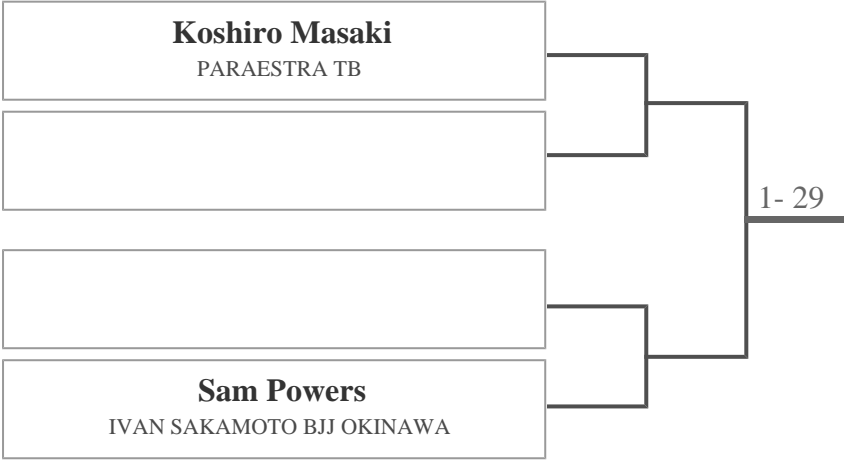 Koshiro Masaki
PARAESTRA TB
1- 29
Sam Powers
IVAN SAKAMOTO BJJ OKINAWA